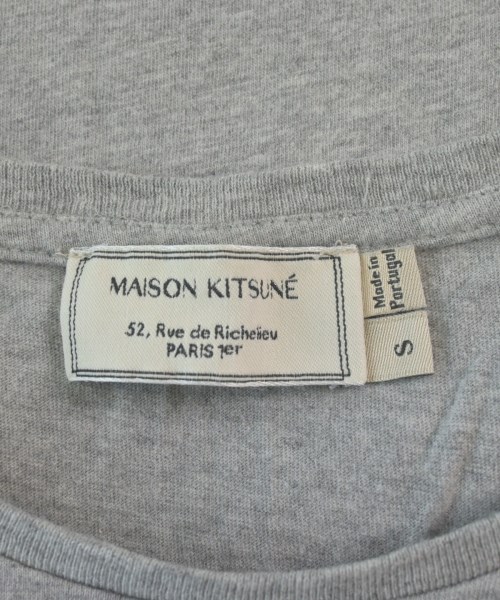 MAISON KITSUNÉ
52, Rue de Richelieu
PARIS 1er
Made in
Portugal
S